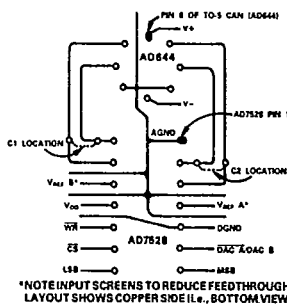 PIN 8 OF TO-5 CAN (AD644)
V+
AD644
V–
AGND
AD7528 PIN 1
C1 LOCATION
C2 LOCATION
VREF B*
VREF A*
VDD
WR
DGND
AD7528
CS
DAC A/DAC B
LSB
MSB
*NOTE INPUT SCREENS TO REDUCE FEEDTHROUGH
LAYOUT SHOWS COPPER SIDE (i.e., BOTTOM VIEW